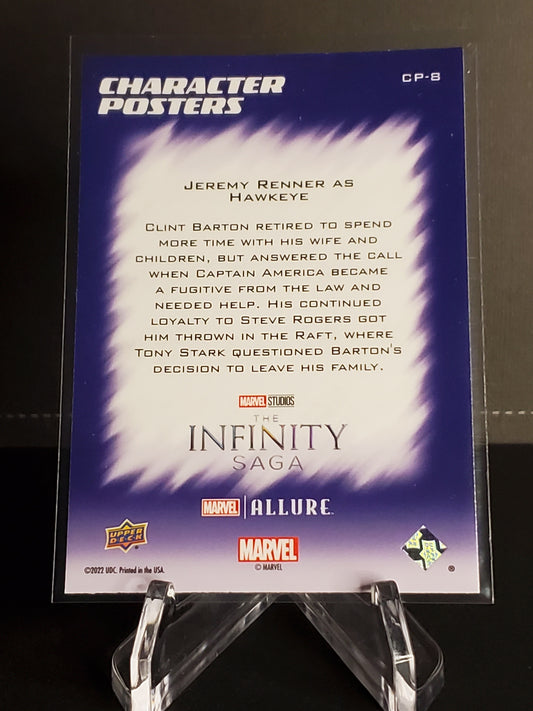 CHARACTER
POSTERS
CP-8
JEREMY RENNER AS
HAWKEYE
CLINT BARTON RETIRED TO SPEND
MORE TIME WITH HIS WIFE AND
CHILDREN, BUT ANSWERED THE CALL
WHEN CAPTAIN AMERICA BECAME
A FUGITIVE FROM THE LAW AND
NEEDED HELP. HIS CONTINUED
LOYALTY TO STEVE ROGERS GOT
HIM THROWN IN THE RAFT, WHERE
TONY STARK QUESTIONED BARTON'S
DECISION TO LEAVE HIS FAMILY.
MARVEL STUDIOS
THE
INFINITY
SAGA
MARVEL | ALLURE
UPPER
DECK
MARVEL
©2022 UDC. Printed in the USA.
© MARVEL
®